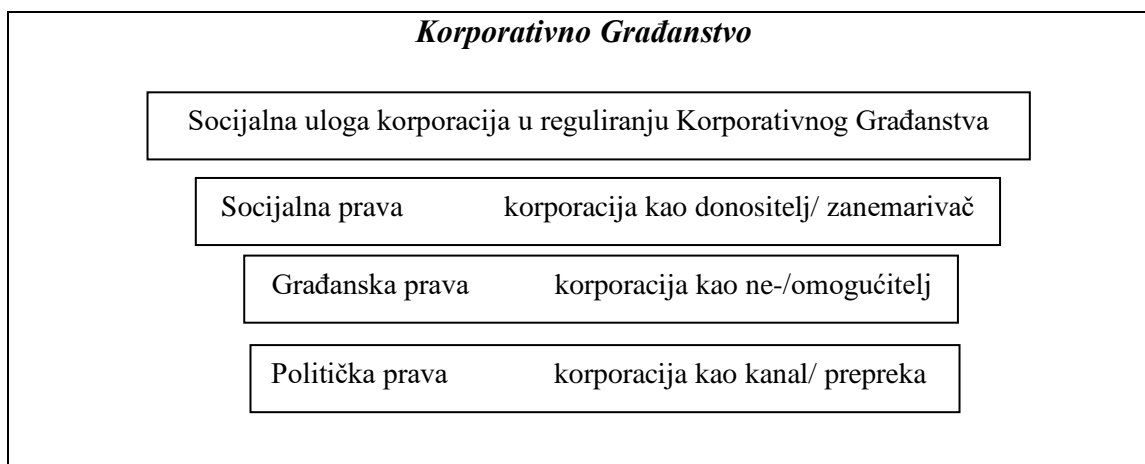 Korporativno Građanstvo
Socijalna uloga korporacija u reguliranju Korporativnog Građanstva
Socijalna prava korporacija kao donositelj/ zanemarivač
Građanska prava korporacija kao ne-/omogućitelj
Politička prava korporacija kao kanal/ prepreka